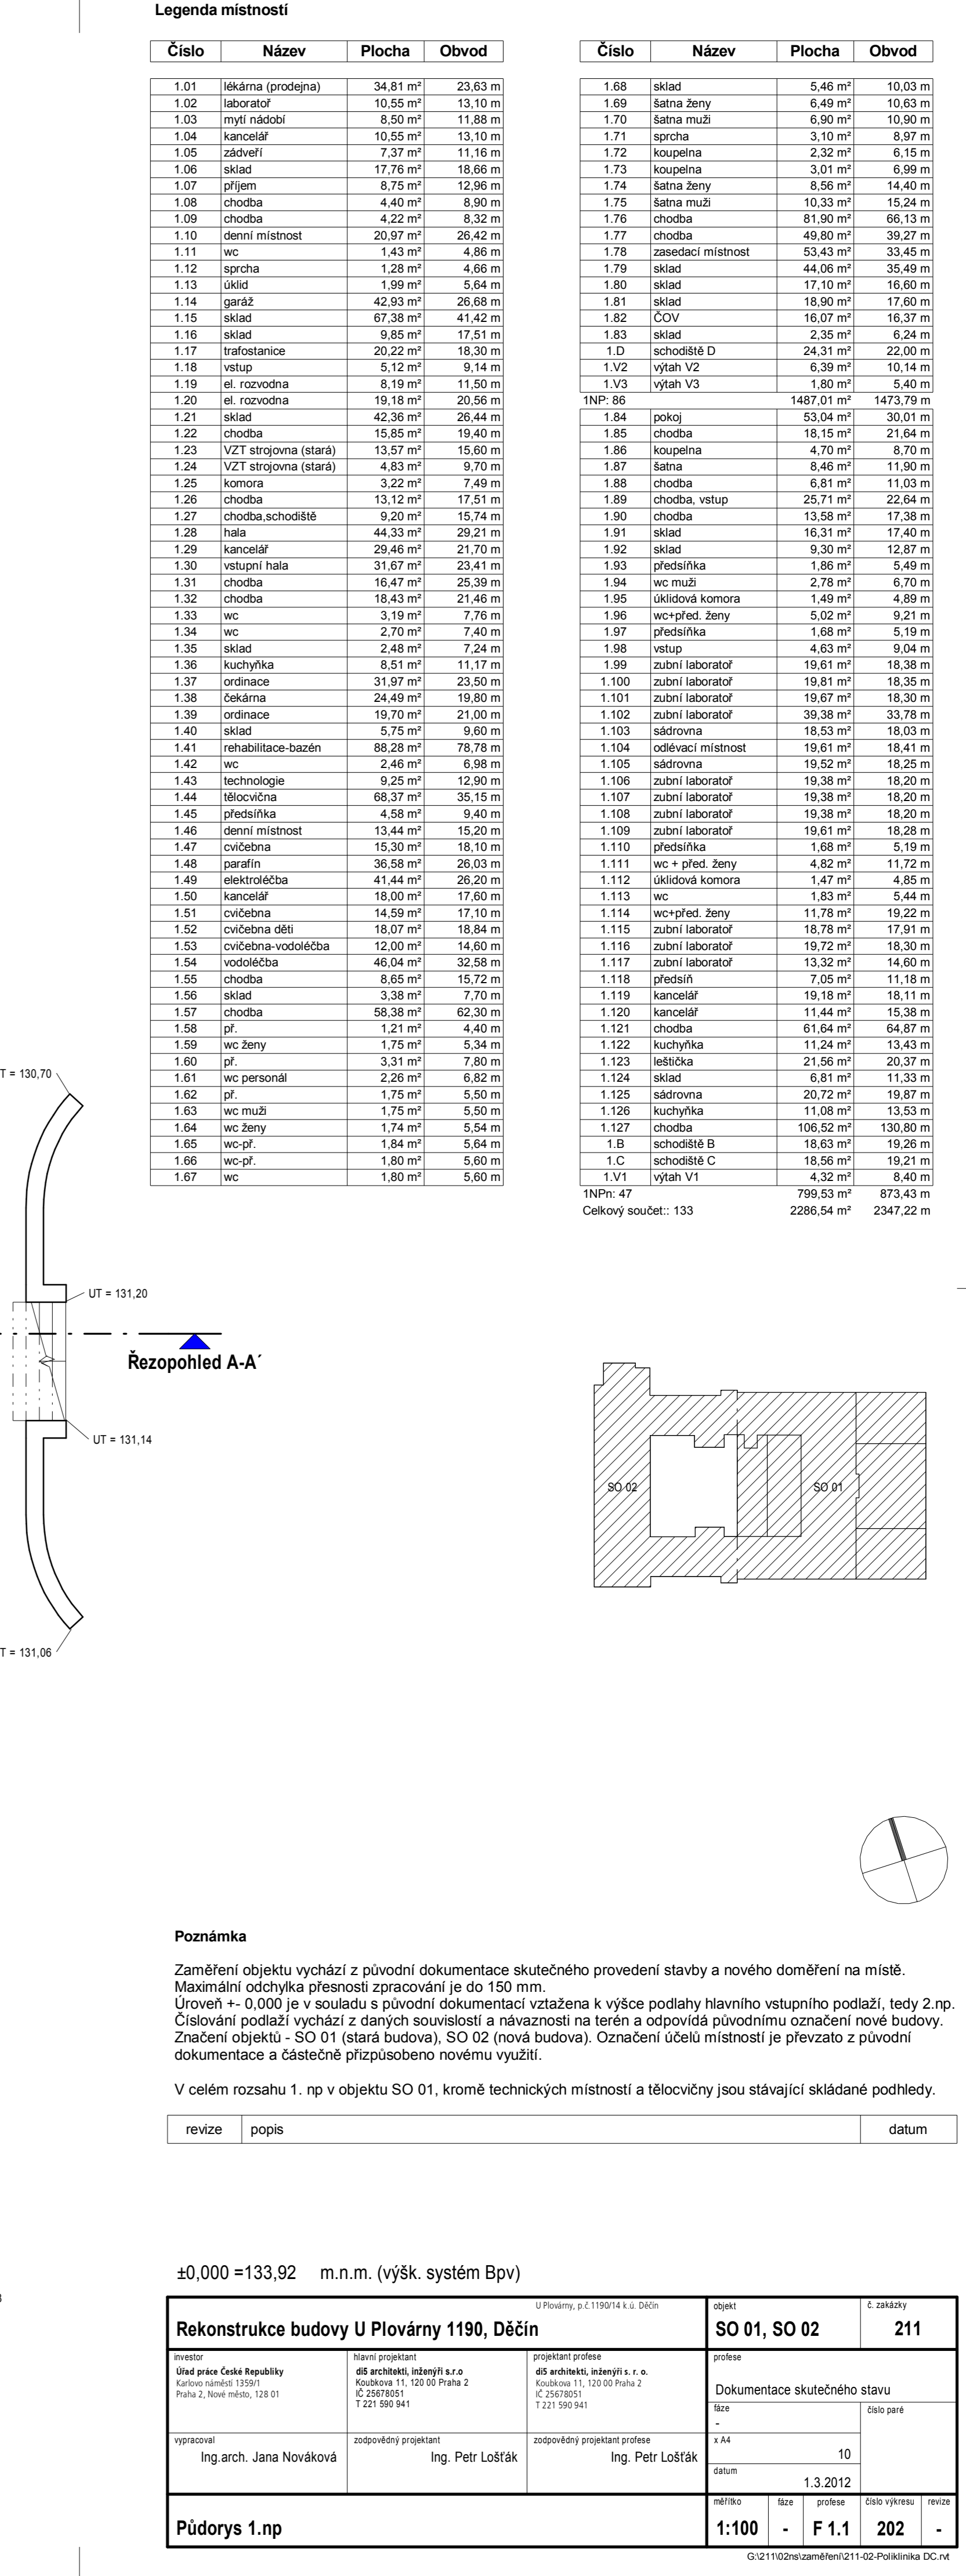 Legenda místností
Číslo Název Plocha Obvod
1.01 lékárna (prodejna) 34,81 m² 23,63 m
1.02 laboratoř 10,55 m² 13,10 m
1.03 mytí nádobí 8,50 m² 11,88 m
1.04 kancelář 10,55 m² 13,10 m
1.05 zádveří 7,37 m² 11,16 m
1.06 sklad 17,76 m² 18,66 m
1.07 příjem 8,75 m² 12,96 m
1.08 chodba 4,40 m² 8,90 m
1.09 chodba 4,22 m² 8,32 m
1.10 denní místnost 20,97 m² 26,42 m
1.11 wc 1,43 m² 4,86 m
1.12 sprcha 1,28 m² 4,66 m
1.13 úklid 1,99 m² 5,64 m
1.14 garáž 42,93 m² 26,68 m
1.15 sklad 67,38 m² 41,42 m
1.16 sklad 9,85 m² 17,51 m
1.17 trafostanice 20,22 m² 18,30 m
1.18 vstup 5,12 m² 9,14 m
1.19 el. rozvodna 8,19 m² 11,50 m
1.20 el. rozvodna 19,18 m² 20,56 m
1.21 sklad 42,36 m² 26,44 m
1.22 chodba 15,85 m² 19,40 m
1.23 VZT strojovna (stará) 13,57 m² 15,60 m
1.24 VZT strojovna (stará) 4,83 m² 9,70 m
1.25 komora 3,22 m² 7,49 m
1.26 chodba 13,12 m² 17,51 m
1.27 chodba,schodiště 9,20 m² 15,74 m
1.28 hala 44,33 m² 29,21 m
1.29 kancelář 29,46 m² 21,70 m
1.30 vstupní hala 31,67 m² 23,41 m
1.31 chodba 16,47 m² 25,39 m
1.32 chodba 18,43 m² 21,46 m
1.33 wc 3,19 m² 7,76 m
1.34 wc 2,70 m² 7,40 m
1.35 sklad 2,48 m² 7,24 m
1.36 kuchyňka 8,51 m² 11,17 m
1.37 ordinace 31,97 m² 23,50 m
1.38 čekárna 24,49 m² 19,80 m
1.39 ordinace 19,70 m² 21,00 m
1.40 sklad 5,75 m² 9,60 m
1.41 rehabilitace-bazén 88,28 m² 78,78 m
1.42 wc 2,46 m² 6,98 m
1.43 technologie 9,25 m² 12,90 m
1.44 tělocvična 68,37 m² 35,15 m
1.45 předsíňka 4,58 m² 9,40 m
1.46 denní místnost 13,44 m² 15,20 m
1.47 cvičebna 15,30 m² 18,10 m
1.48 parafín 36,58 m² 26,03 m
1.49 elektroléčba 41,44 m² 26,20 m
1.50 kancelář 18,00 m² 17,60 m
1.51 cvičebna 14,59 m² 17,10 m
1.52 cvičebna děti 18,07 m² 18,84 m
1.53 cvičebna-vodoléčba 12,00 m² 14,60 m
1.54 vodoléčba 46,04 m² 32,58 m
1.55 chodba 8,65 m² 15,72 m
1.56 sklad 3,38 m² 7,70 m
1.57 chodba 58,38 m² 62,30 m
1.58 př. 1,21 m² 4,40 m
1.59 wc ženy 1,75 m² 5,34 m
1.60 př. 3,31 m² 7,80 m
1.61 wc personál 2,26 m² 6,82 m
1.62 př. 1,75 m² 5,50 m
1.63 wc muži 1,75 m² 5,50 m
1.64 wc ženy 1,74 m² 5,54 m
1.65 wc-př. 1,84 m² 5,64 m
1.66 wc-př. 1,80 m² 5,60 m
1.67 wc 1,80 m² 5,60 m
Číslo Název Plocha Obvod
1.68 sklad 5,46 m² 10,03 m
1.69 šatna ženy 6,49 m² 10,63 m
1.70 šatna muži 6,90 m² 10,90 m
1.71 sprcha 3,10 m² 8,97 m
1.72 koupelna 2,32 m² 6,15 m
1.73 koupelna 3,01 m² 6,99 m
1.74 šatna ženy 8,56 m² 14,40 m
1.75 šatna muži 10,33 m² 15,24 m
1.76 chodba 81,90 m² 66,13 m
1.77 chodba 49,80 m² 39,27 m
1.78 zasedací místnost 53,43 m² 33,45 m
1.79 sklad 44,06 m² 35,49 m
1.80 sklad 17,10 m² 16,60 m
1.81 sklad 18,90 m² 17,60 m
1.82 ČOV 16,07 m² 16,37 m
1.83 sklad 2,35 m² 6,24 m
1.D schodiště D 24,31 m² 22,00 m
1.V2 výtah V2 6,39 m² 10,14 m
1.V3 výtah V3 1,80 m² 5,40 m
1NP: 86 1487,01 m² 1473,79 m
1.84 pokoj 53,04 m² 30,01 m
1.85 chodba 18,15 m² 21,64 m
1.86 koupelna 4,70 m² 8,70 m
1.87 šatna 8,46 m² 11,90 m
1.88 chodba 6,81 m² 11,03 m
1.89 chodba, vstup 25,71 m² 22,64 m
1.90 chodba 13,58 m² 17,38 m
1.91 sklad 16,31 m² 17,40 m
1.92 sklad 9,30 m² 12,87 m
1.93 předsíňka 1,86 m² 5,49 m
1.94 wc muži 2,78 m² 6,70 m
1.95 úklidová komora 1,49 m² 4,89 m
1.96 wc+před. ženy 5,02 m² 9,21 m
1.97 předsíňka 1,68 m² 5,19 m
1.98 vstup 4,63 m² 9,04 m
1.99 zubní laboratoř 19,61 m² 18,38 m
1.100 zubní laboratoř 19,81 m² 18,35 m
1.101 zubní laboratoř 19,67 m² 18,30 m
1.102 zubní laboratoř 39,38 m² 33,78 m
1.103 sádrovna 18,53 m² 18,03 m
1.104 odlévací místnost 19,61 m² 18,41 m
1.105 sádrovna 19,52 m² 18,25 m
1.106 zubní laboratoř 19,38 m² 18,20 m
1.107 zubní laboratoř 19,38 m² 18,20 m
1.108 zubní laboratoř 19,38 m² 18,20 m
1.109 zubní laboratoř 19,61 m² 18,28 m
1.110 předsíňka 1,68 m² 5,19 m
1.111 wc + před. ženy 4,82 m² 11,72 m
1.112 úklidová komora 1,47 m² 4,85 m
1.113 wc 1,83 m² 5,44 m
1.114 wc+před. ženy 11,78 m² 19,22 m
1.115 zubní laboratoř 18,78 m² 17,91 m
1.116 zubní laboratoř 19,72 m² 18,30 m
1.117 zubní laboratoř 13,32 m² 14,60 m
1.118 předsíň 7,05 m² 11,18 m
1.119 kancelář 19,18 m² 18,11 m
1.120 kancelář 11,44 m² 15,38 m
1.121 chodba 61,64 m² 64,87 m
1.122 kuchyňka 11,24 m² 13,43 m
1.123 leštička 21,56 m² 20,37 m
1.124 sklad 6,81 m² 11,33 m
1.125 sádrovna 20,72 m² 19,87 m
1.126 kuchyňka 11,08 m² 13,53 m
1.127 chodba 106,52 m² 130,80 m
1.B schodiště B 18,63 m² 19,26 m
1.C schodiště C 18,56 m² 19,21 m
1.V1 výtah V1 4,32 m² 8,40 m
1NPn: 47 799,53 m² 873,43 m
Celkový součet:: 133 2286,54 m² 2347,22 m
T = 130,70
UT = 131,20
Řezopohled A-A´
UT = 131,14
T = 131,06
SO 02
SO 01
Poznámka
Zaměření objektu vychází z původní dokumentace skutečného provedení stavby a nového doměření na místě.
Maximální odchylka přesnosti zpracování je do 150 mm.
Úroveň +- 0,000 je v souladu s původní dokumentací vztažena k výšce podlahy hlavního vstupního podlaží, tedy 2.np.
Číslování podlaží vychází z daných souvislostí a návaznosti na terén a odpovídá původnímu označení nové budovy.
Značení objektů - SO 01 (stará budova), SO 02 (nová budova). Označení účelů místností je převzato z původní
dokumentace a částečně přizpůsobeno novému využití.
V celém rozsahu 1. np v objektu SO 01, kromě technických místností a tělocvičny jsou stávající skládané podhledy.
revize popis datum
±0,000 =133,92 m.n.m. (výšk. systém Bpv)
U Plovárny, p.č.1190/14 k.ú. Děčín
Rekonstrukce budovy U Plovárny 1190, Děčín
objekt
SO 01, SO 02
č. zakázky
211
investor
Úřad práce České Republiky
Karlovo náměstí 1359/1
Praha 2, Nové město, 128 01
hlavní projektant
di5 architekti, inženýři s.r.o
Koubkova 11, 120 00 Praha 2
IČ 25678051
T 221 590 941
projektant profese
di5 architekti, inženýři s. r. o.
Koubkova 11, 120 00 Praha 2
IČ 25678051
T 221 590 941
profese
Dokumentace skutečného stavu
fáze
-
číslo paré
vypracoval
Ing.arch. Jana Nováková
zodpovědný projektant
Ing. Petr Lošťák
zodpovědný projektant profese
Ing. Petr Lošťák
x A4
10
datum
1.3.2012
Půdorys 1.np
měřítko
1:100
fáze
-
profese
F 1.1
číslo výkresu
202
revize
-
G:\211\02ns\zaměření\211-02-Poliklinika DC.rvt